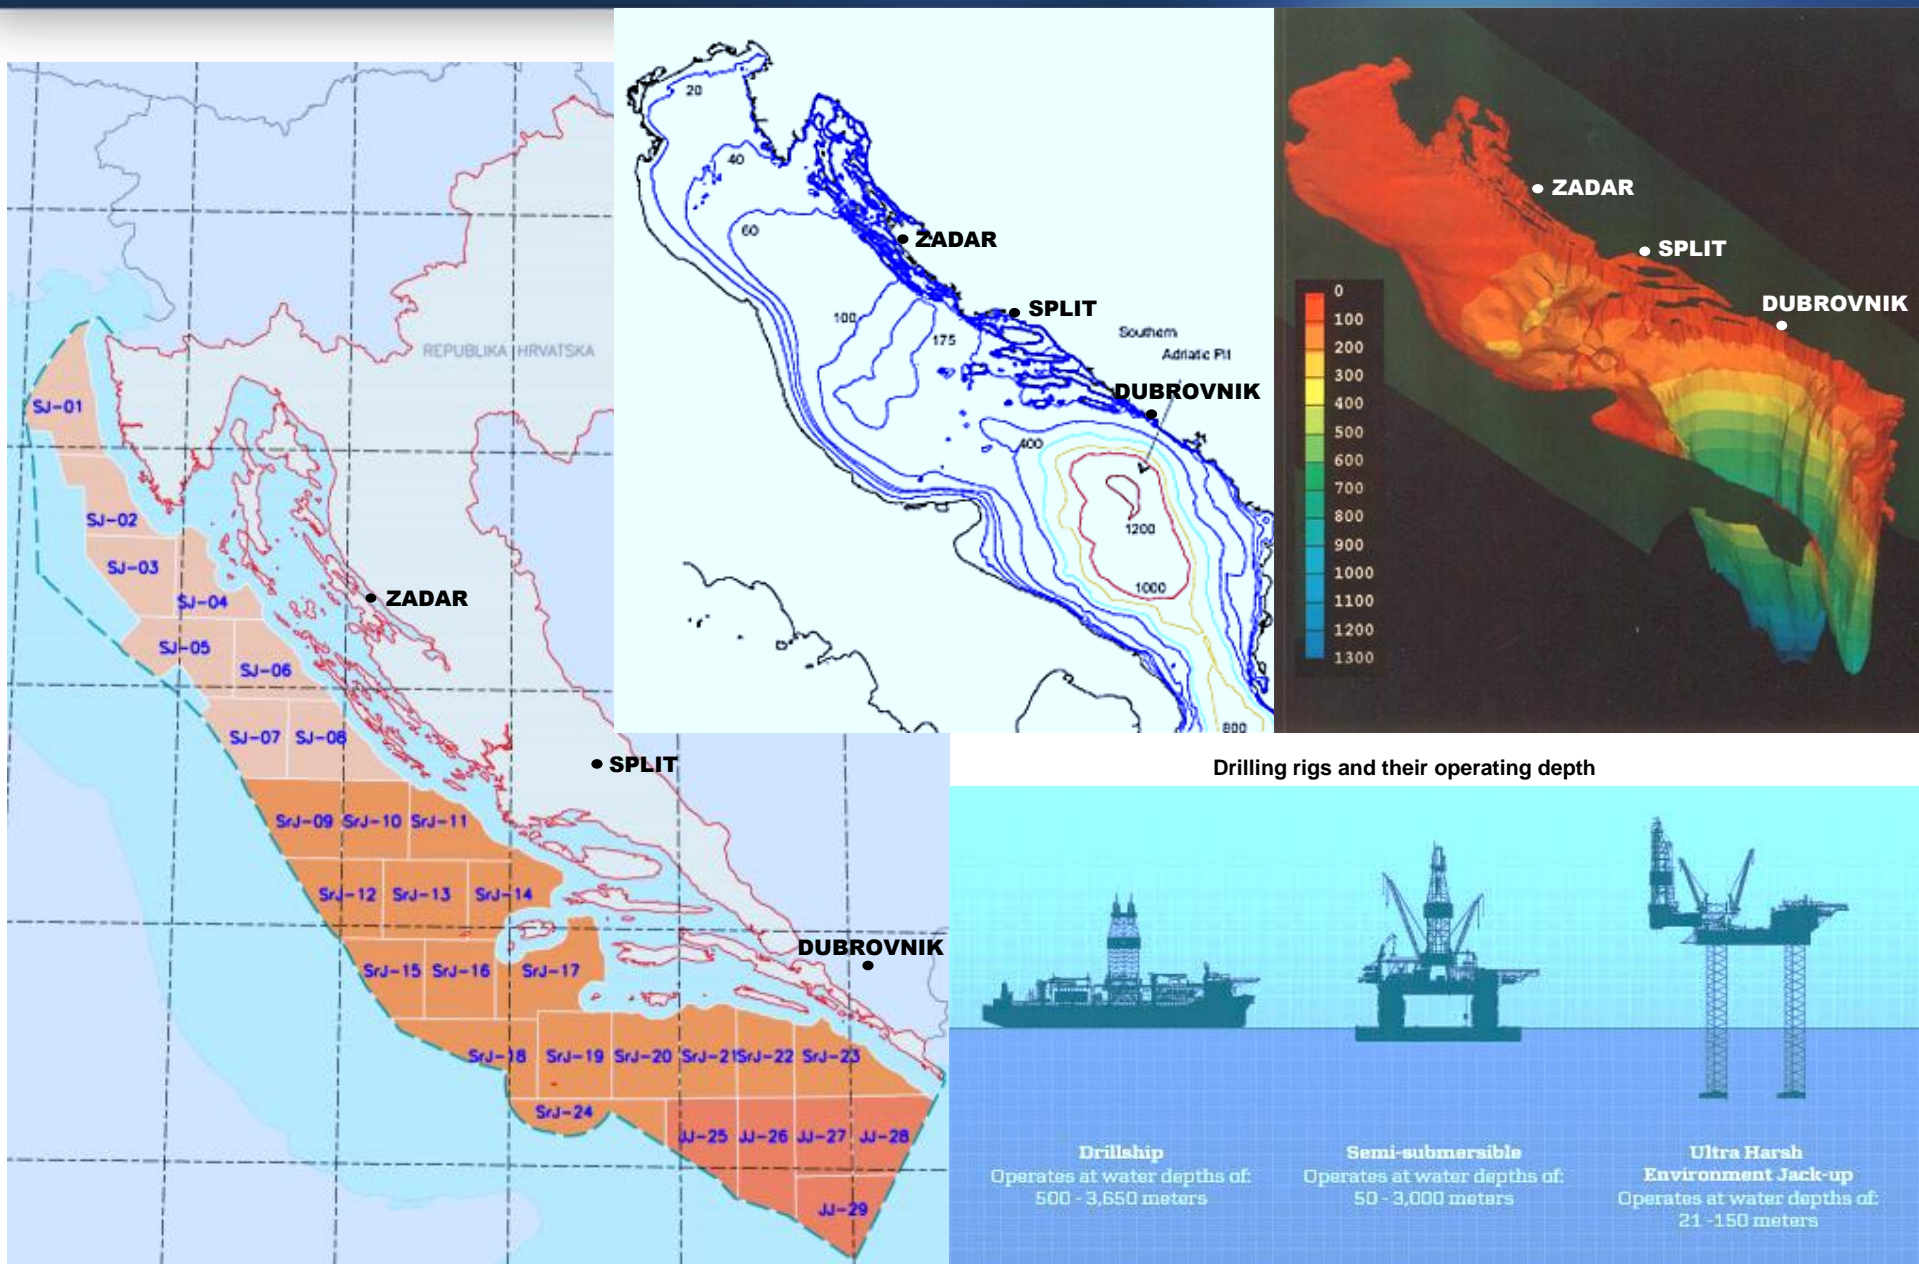 SJ-01
REPUBLIKA HRVATSKA
SJ-02
SJ-03
SJ-04
ZADAR
SJ-05
SJ-06
SJ-07
SJ-08
SPLIT
SrJ-09
SrJ-10
SrJ-11
SrJ-12
SrJ-13
SrJ-14
DUBROVNIK
SrJ-15
SrJ-16
SrJ-17
SrJ-18
SrJ-19
SrJ-20
SrJ-21
SrJ-22
SrJ-23
SrJ-24
JJ-25
JJ-26
JJ-27
JJ-28
JJ-29
20
40
60
ZADAR
100
175
SPLIT
Southern
Adriatic Pit
DUBROVNIK
400
1200
1000
800
ZADAR
SPLIT
DUBROVNIK
0
100
200
300
400
500
600
700
800
900
1000
1100
1200
1300
Drilling rigs and their operating depth
Drillship
Operates at water depths of:
500 - 3,650 meters
Semi-submersible
Operates at water depths of:
50 - 3,000 meters
Ultra Harsh
Environment Jack-up
Operates at water depths of:
21 -150 meters